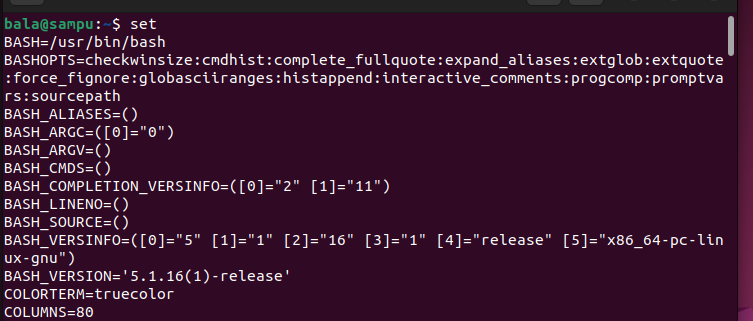 bala@sampu:~$ set
BASH=/usr/bin/bash
BASHOPTS=checkwinsize:cmdhist:complete_fullquote:expand_aliases:extglob:extquote
:force_fignore:globasciiranges:histappend:interactive_comments:progcomp:promptva
rs:sourcepath
BASH_ALIASES=()
BASH_ARGC=([0]="0")
BASH_ARGV=()
BASH_CMDS=()
BASH_COMPLETION_VERSINFO=([0]="2" [1]="11")
BASH_LINENO=()
BASH_SOURCE=()
BASH_VERSINFO=([0]="5" [1]="1" [2]="16" [3]="1" [4]="release" [5]="x86_64-pc-lin
ux-gnu")
BASH_VERSION='5.1.16(1)-release'
COLORTERM=truecolor
COLUMNS=80